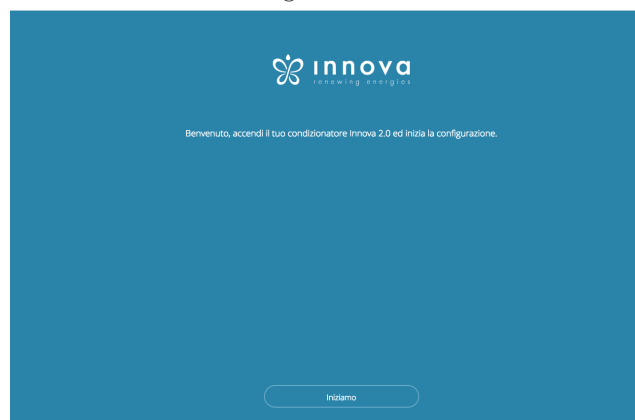 innova
renewing energies
Benvenuto, accendi il tuo condizionatore Innova 2.0 ed inizia la configurazione.
Iniziamo